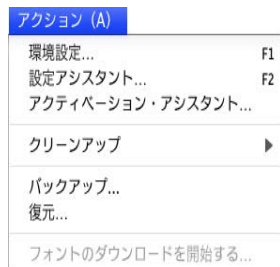 アクション (A)
環境設定... F1
設定アシスタント... F2
アクティベーション・アシスタント...
クリーンアップ
バックアップ...
復元...
フォントのダウンロードを開始する...